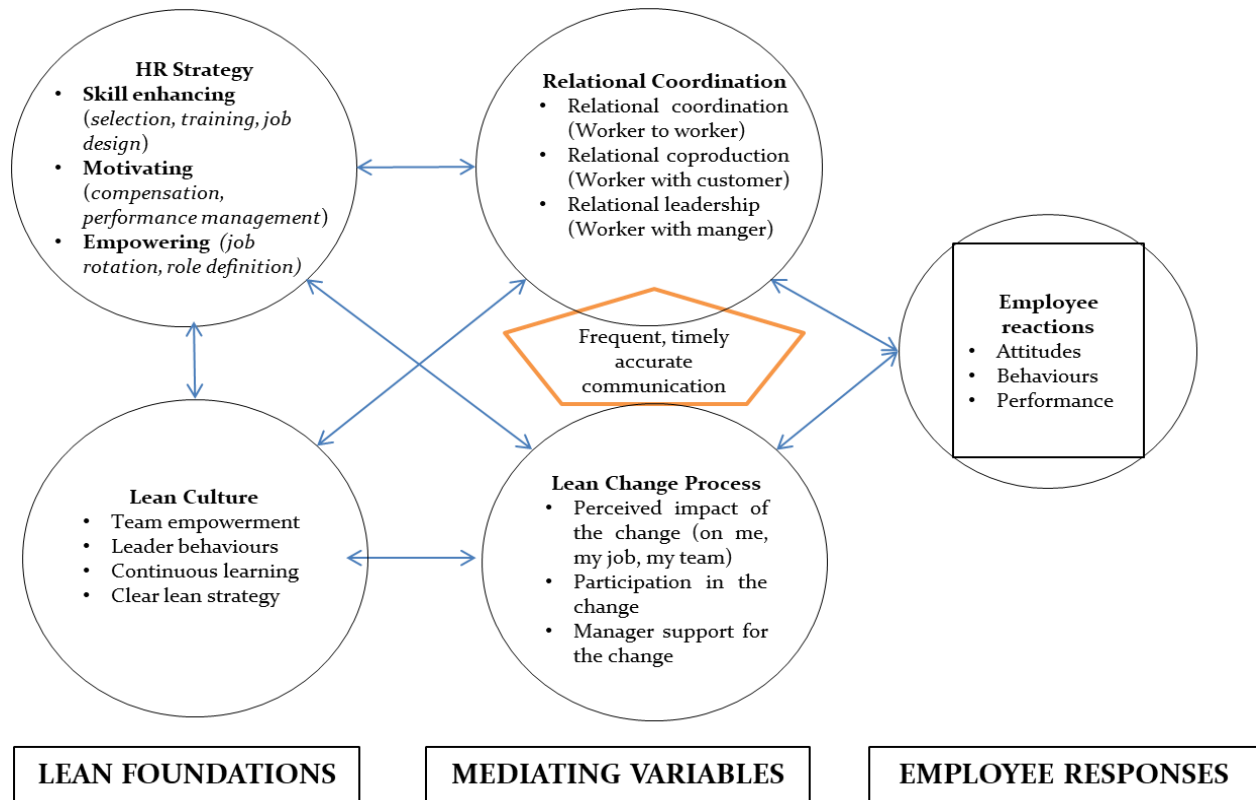 HR Strategy
• Skill enhancing
(selection, training, job
design)
• Motivating
(compensation,
performance management)
• Empowering (job
rotation, role definition)
Relational Coordination
• Relational coordination
(Worker to worker)
• Relational coproduction
(Worker with customer)
• Relational leadership
(Worker with manger)
Frequent, timely
accurate
communication
Employee
reactions
• Attitudes
• Behaviours
• Performance
Lean Culture
• Team empowerment
• Leader behaviours
• Continuous learning
• Clear lean strategy
Lean Change Process
• Perceived impact of
the change (on me,
my job, my team)
• Participation in the
change
• Manager support for
the change
LEAN FOUNDATIONS
MEDIATING VARIABLES
EMPLOYEE RESPONSES